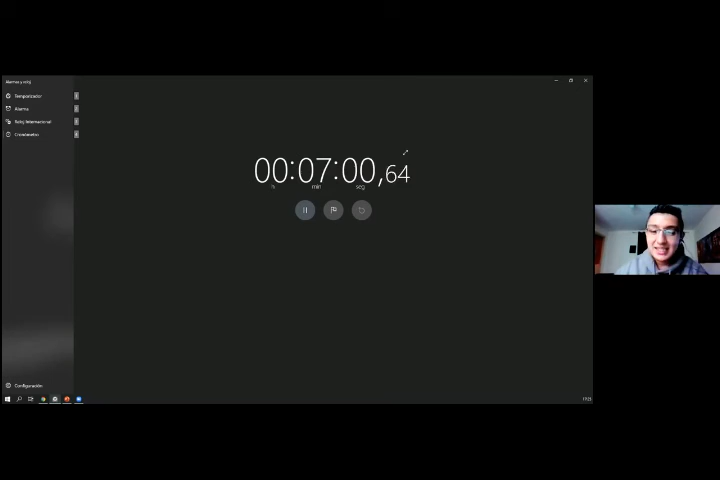 Alarmas y reloj
Temporizador
Alarma
Reloj internacional
Cronómetro
00:07:00,64
h min seg
Configuración